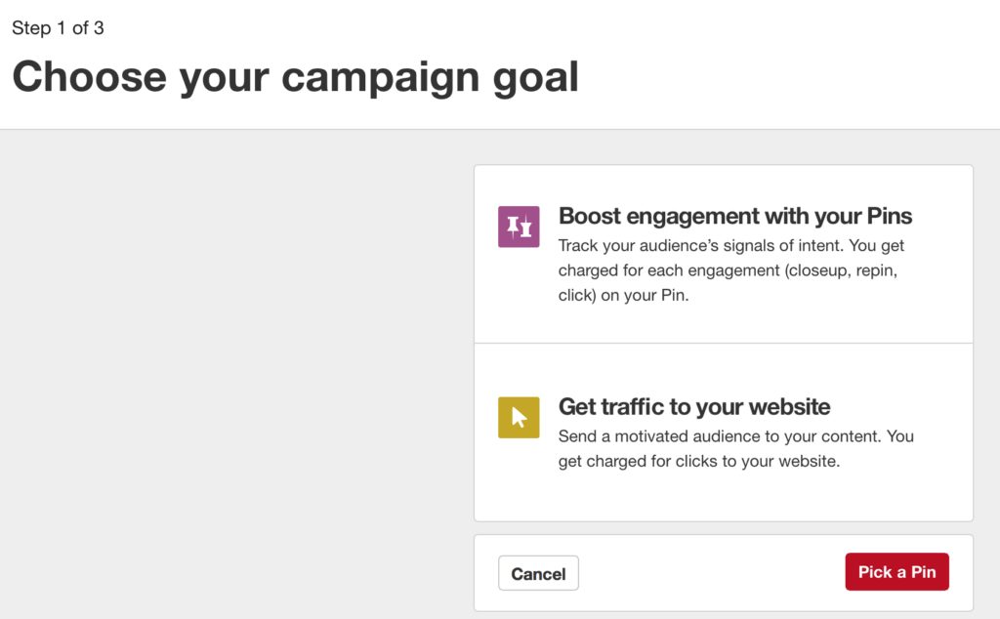 Step 1 of 3
Choose your campaign goal
Boost engagement with your Pins
Track your audience’s signals of intent. You get
charged for each engagement (closeup, repin,
click) on your Pin.
Get traffic to your website
Send a motivated audience to your content. You
get charged for clicks to your website.
Cancel
Pick a Pin